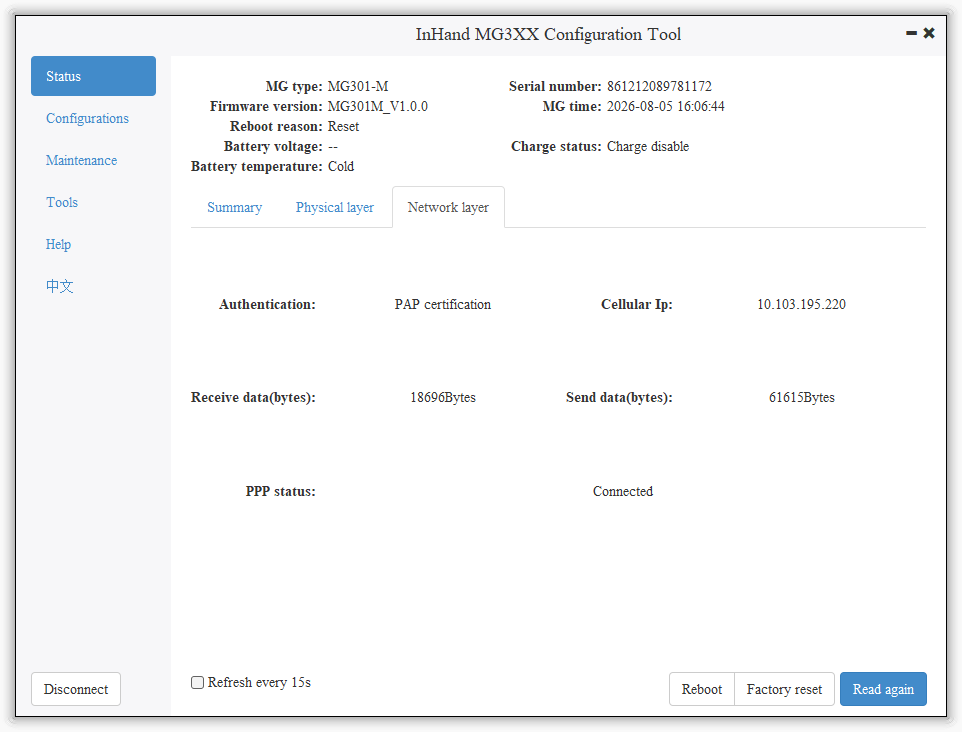 InHand MG3XX Configuration Tool
Status
Configurations
Maintenance
Tools
Help
中文
MG type: MG301-M Serial number: 861212089781172
Firmware version: MG301M_V1.0.0 MG time: 2026-08-05 16:06:44
Reboot reason: Reset
Battery voltage: -- Charge status: Charge disable
Battery temperature: Cold
Summary Physical layer Network layer
Authentication: PAP certification Cellular Ip: 10.103.195.220
Receive data(bytes): 18696Bytes Send data(bytes): 61615Bytes
PPP status: Connected
Disconnect
Refresh every 15s
Reboot Factory reset Read again